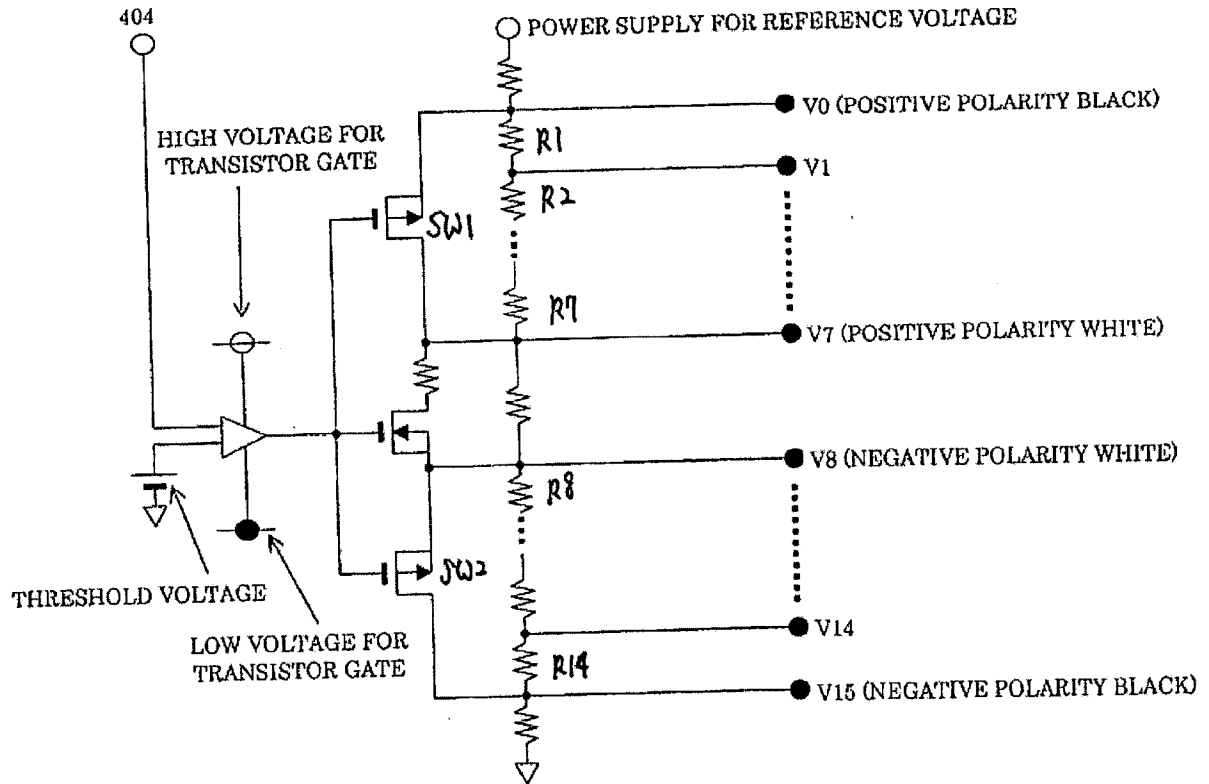 404
POWER SUPPLY FOR REFERENCE VOLTAGE
V0 (POSITIVE POLARITY BLACK)
HIGH VOLTAGE FOR
TRANSISTOR GATE
R1
V1
R2
SW1
R7
V7 (POSITIVE POLARITY WHITE)
V8 (NEGATIVE POLARITY WHITE)
R8
SW2
THRESHOLD VOLTAGE
LOW VOLTAGE FOR
TRANSISTOR GATE
V14
R14
V15 (NEGATIVE POLARITY BLACK)